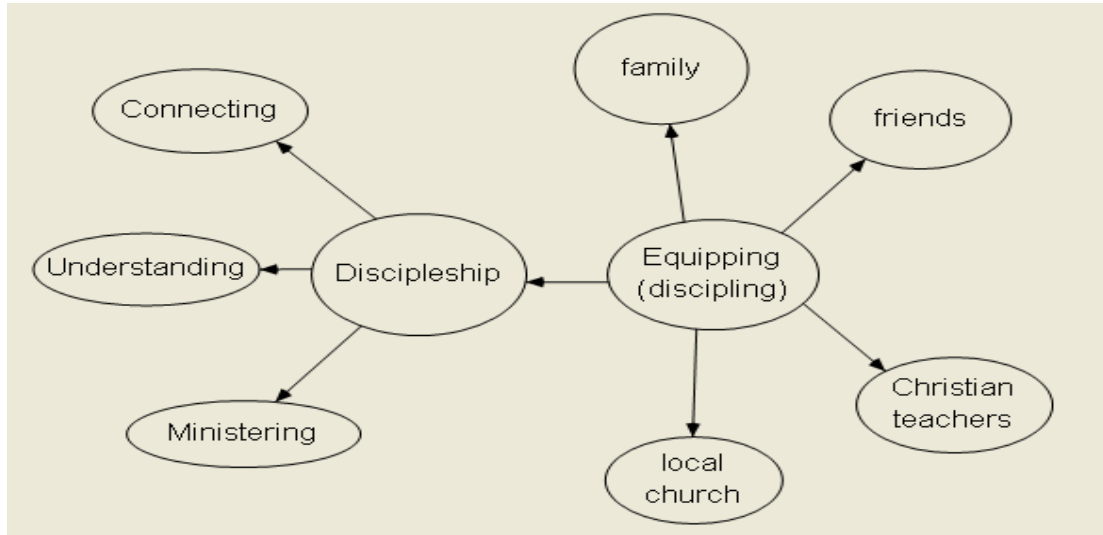 family
Connecting
friends
Understanding
Discipleship
Equipping
(discipling)
Ministering
Christian
teachers
local
church